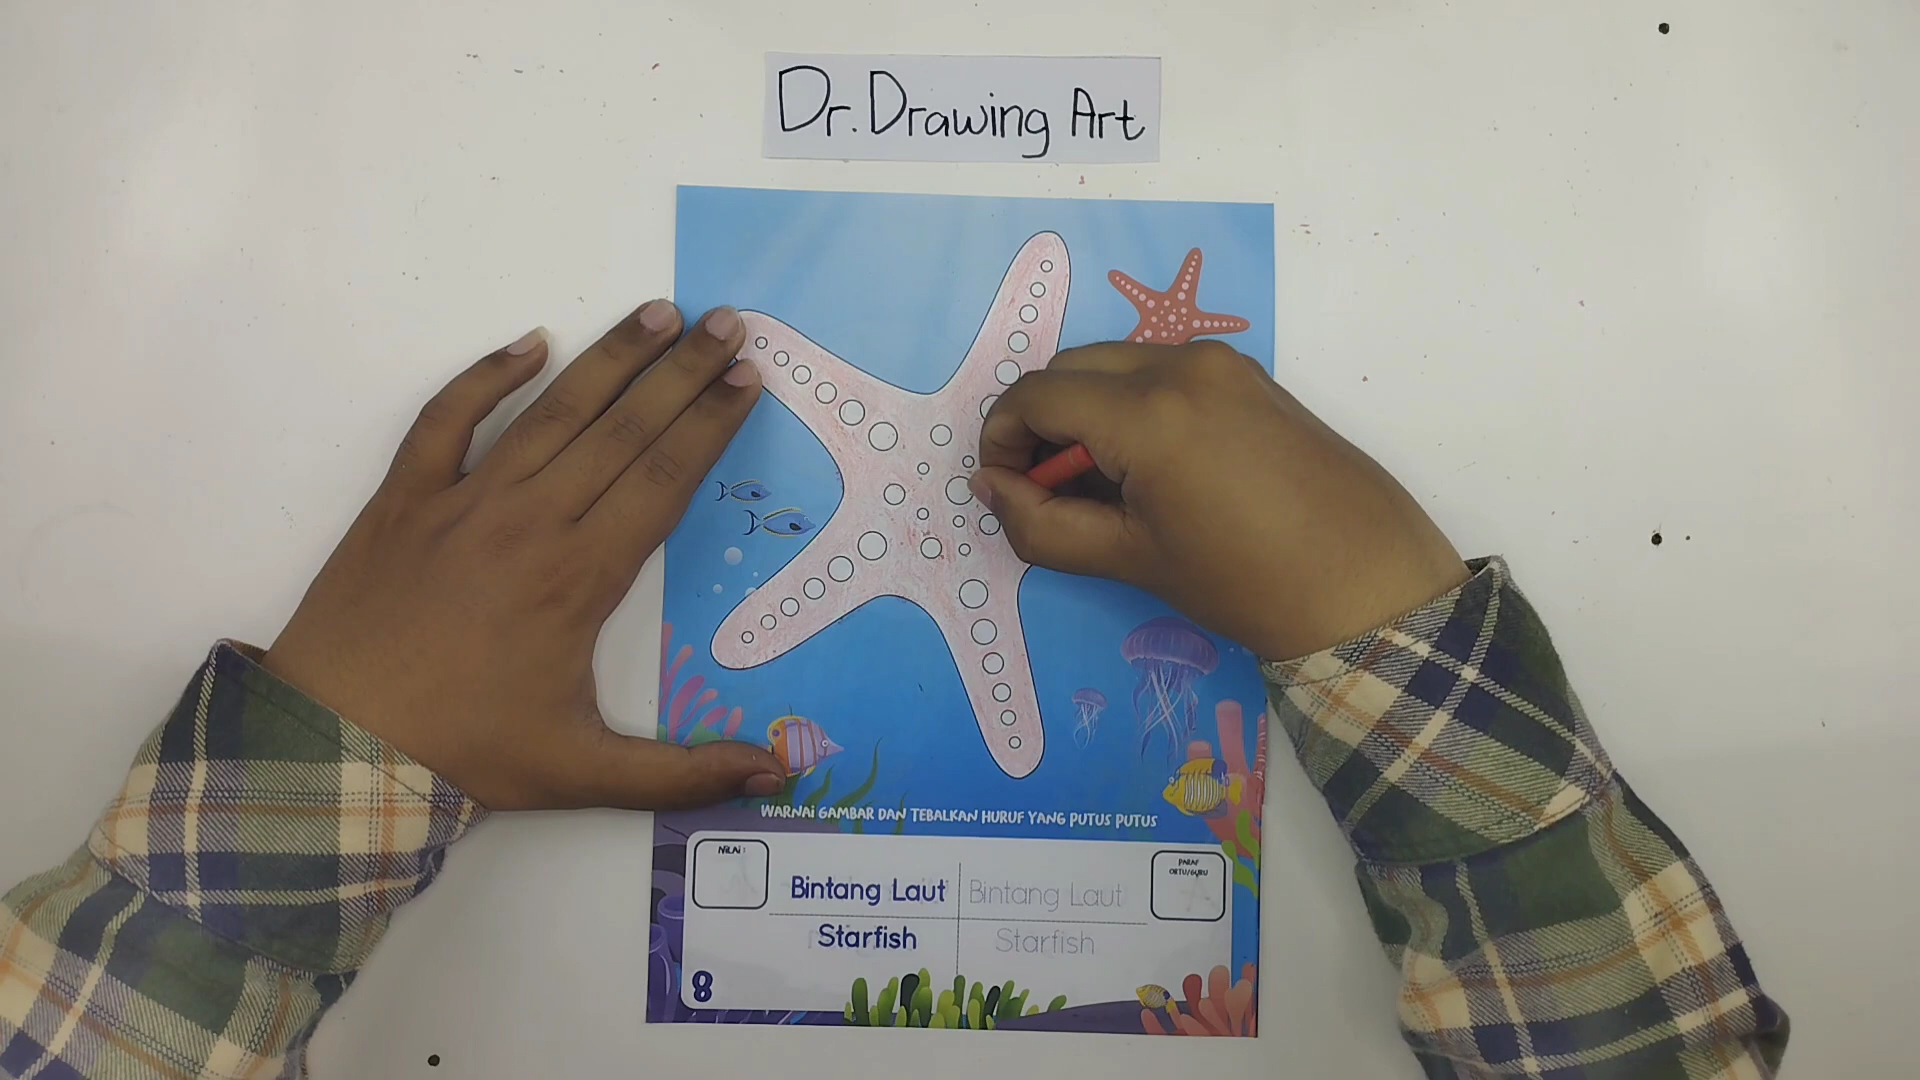 Dr. Drawing Art
WARNAi GAMBAR DAN TEBALKAN HURUF YANG PUTUS PUTUS
NiLAi :
Bintang Laut Bintang Laut
PARAF
ORTU/GURU
Starfish Starfish
8